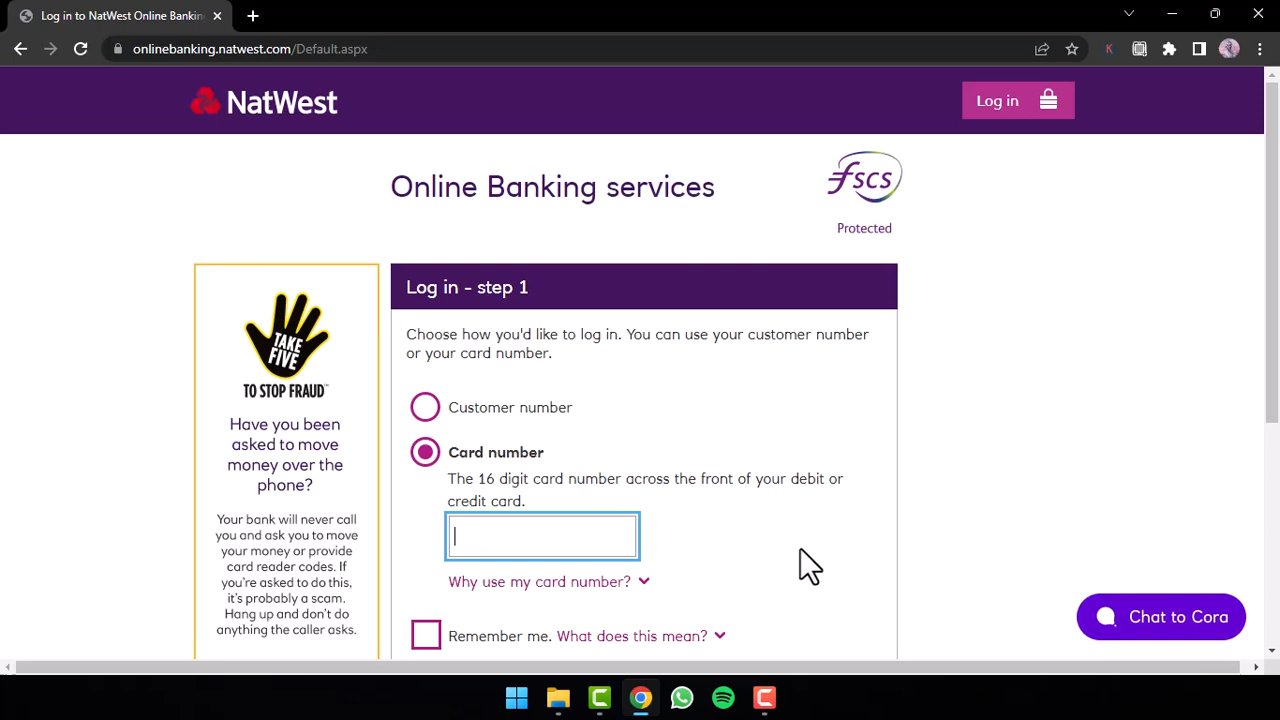 Log in to NatWest Online Bankin
onlinebanking.natwest.com/Default.aspx
K
NatWest
Log in
Online Banking services
fscs
Protected
TAKE
FIVE
TO STOP FRAUD™
Have you been
asked to move
money over the
phone?
Your bank will never call
you and ask you to move
your money or provide
card reader codes. If
you're asked to do this,
it's probably a scam.
Hang up and don't do
anything the caller asks.
Log in - step 1
Choose how you'd like to log in. You can use your customer number
or your card number.
Customer number
Card number
The 16 digit card number across the front of your debit or
credit card.
Why use my card number?
Remember me. What does this mean?
Chat to Cora
C
C